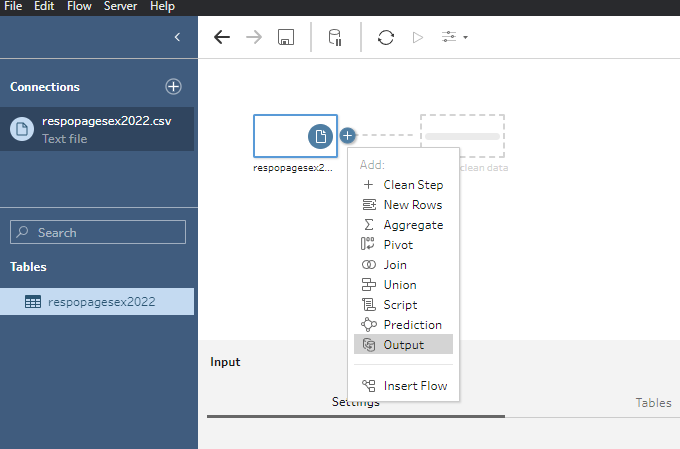 File Edit Flow Server Help
Connections
respopagesex2022.csv
Text file
Search
Tables
respopagesex2022
respopagesex2...
clean data
Add:
Clean Step
New Rows
Aggregate
Pivot
Join
Union
Script
Prediction
Output
Insert Flow
Input
Settings
Tables